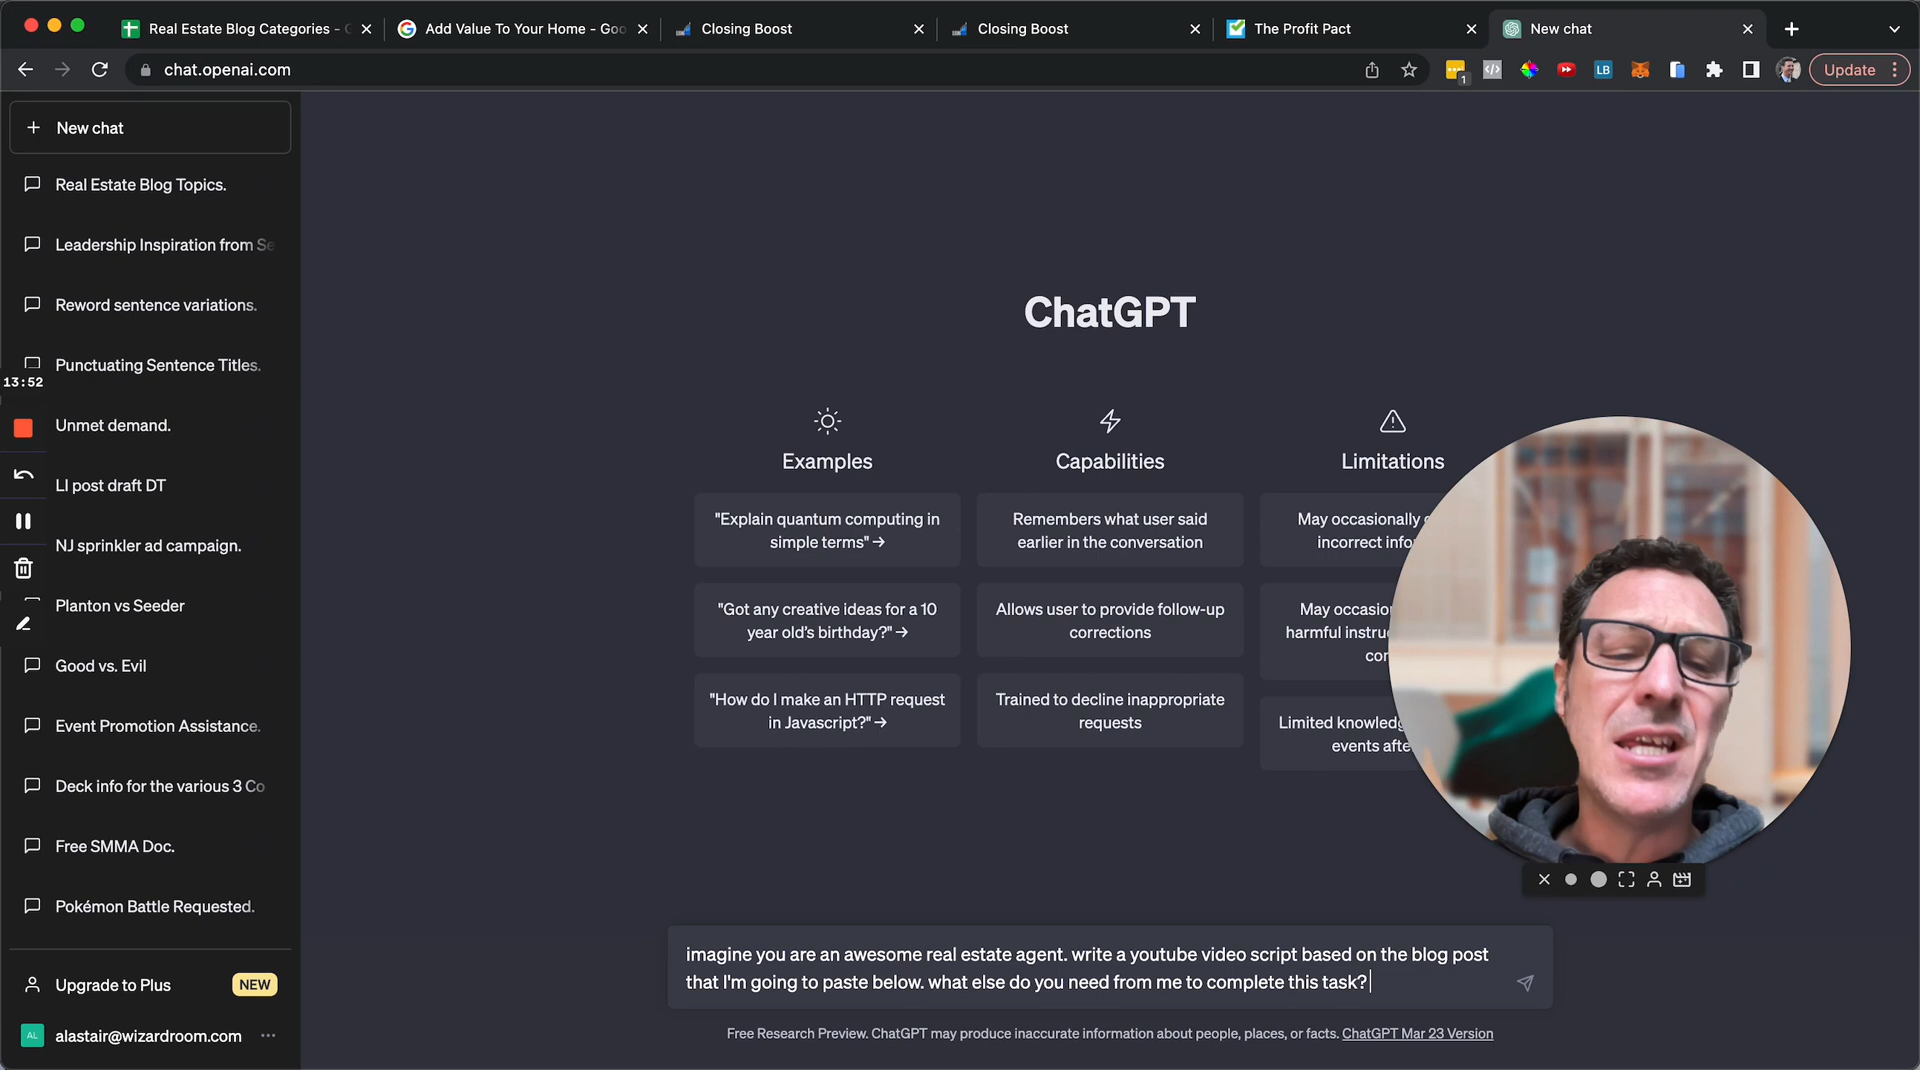 Real Estate Blog Categories - G
Add Value To Your Home - Goo
Closing Boost
Closing Boost
The Profit Pact
New chat
chat.openai.com
1
LB
Update
New chat
Real Estate Blog Topics.
Leadership Inspiration from Se
Reword sentence variations.
Punctuating Sentence Titles.
13:52
Unmet demand.
LI post draft DT
NJ sprinkler ad campaign.
Planton vs Seeder
Good vs. Evil
Event Promotion Assistance.
Deck info for the various 3 Co
Free SMMA Doc.
Pokémon Battle Requested.
Upgrade to Plus
NEW
AL
alastair@wizardroom.com
ChatGPT
Examples
"Explain quantum computing in
simple terms" →
"Got any creative ideas for a 10
year old's birthday?" →
"How do I make an HTTP request
in Javascript?" →
Capabilities
Remembers what user said
earlier in the conversation
Allows user to provide follow-up
corrections
Trained to decline inappropriate
requests
Limitations
May occasionally
incorrect
May
harmful
Limited
events
imagine you are an awesome real estate agent. write a youtube video script based on the blog post
that I'm going to paste below. what else do you need from me to complete this task?
Free Research Preview. ChatGPT may produce inaccurate information about people, places, or facts. ChatGPT Mar 23 Version